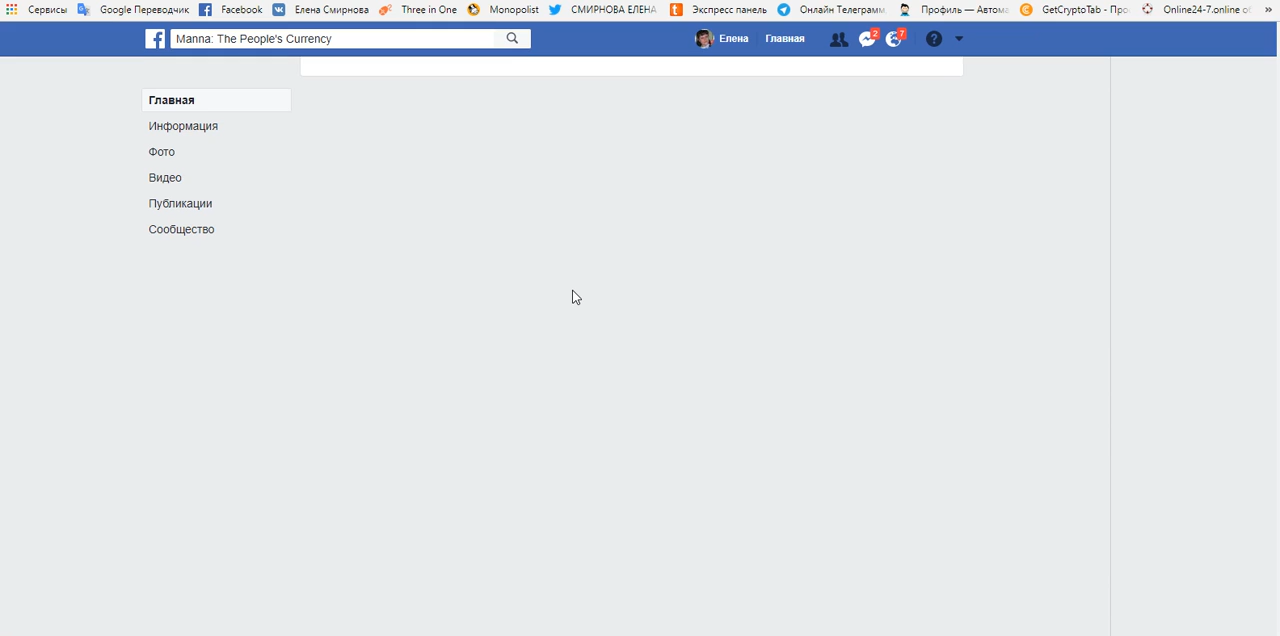 Сервисы Google Переводчик Facebook Елена Смирнова Three in One Monopolist СМИРНОВА ЕЛЕНА Экспресс панель Онлайн Телеграмм Профиль — Автома GetCryptoTab - Про Online24-7.online от »
Manna: The People's Currency Елена Главная 2 7 ?
Главная
Информация
Фото
Видео
Публикации
Сообщество